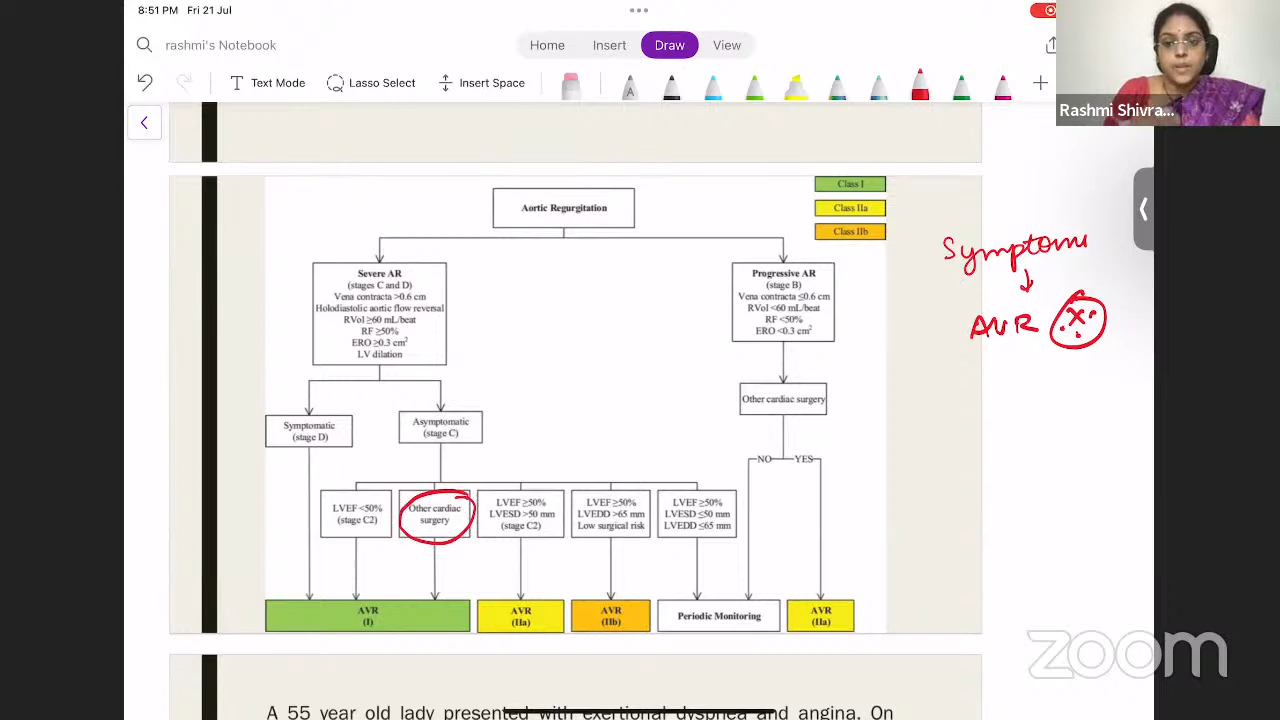 8:51 PM Fri 21 Jul
rashmi's Notebook
Home Insert Draw View
Text Mode Lasso Select Insert Space
A
Rashmi Shivra...
Class I
Class IIa
Class IIb
Aortic Regurgitation
Severe AR
(stages C and D)
Vena contracta >0.6 cm
Holodiastolic aortic flow reversal
RVol ≥60 mL/beat
RF ≥50%
ERO ≥0.3 cm²
LV dilation
Progressive AR
(stage B)
Vena contracta ≤0.6 cm
RVol <60 mL/beat
RF <50%
ERO <0.3 cm²
Symptoms
AVR X
Other cardiac surgery
Symptomatic
(stage D)
Asymptomatic
(stage C)
NO YES
LVEF <50%
(stage C2)
Other cardiac
surgery
LVEF ≥50%
LVESD >50 mm
(stage C2)
LVEF ≥50%
LVEDD >65 mm
Low surgical risk
LVEF ≥50%
LVESD ≤50 mm
LVEDD ≤65 mm
AVR
(I)
AVR
(IIa)
AVR
(IIb)
Periodic Monitoring
AVR
(IIa)
zoom
A 55 year old lady presented with exertional dyspnea and angina. On